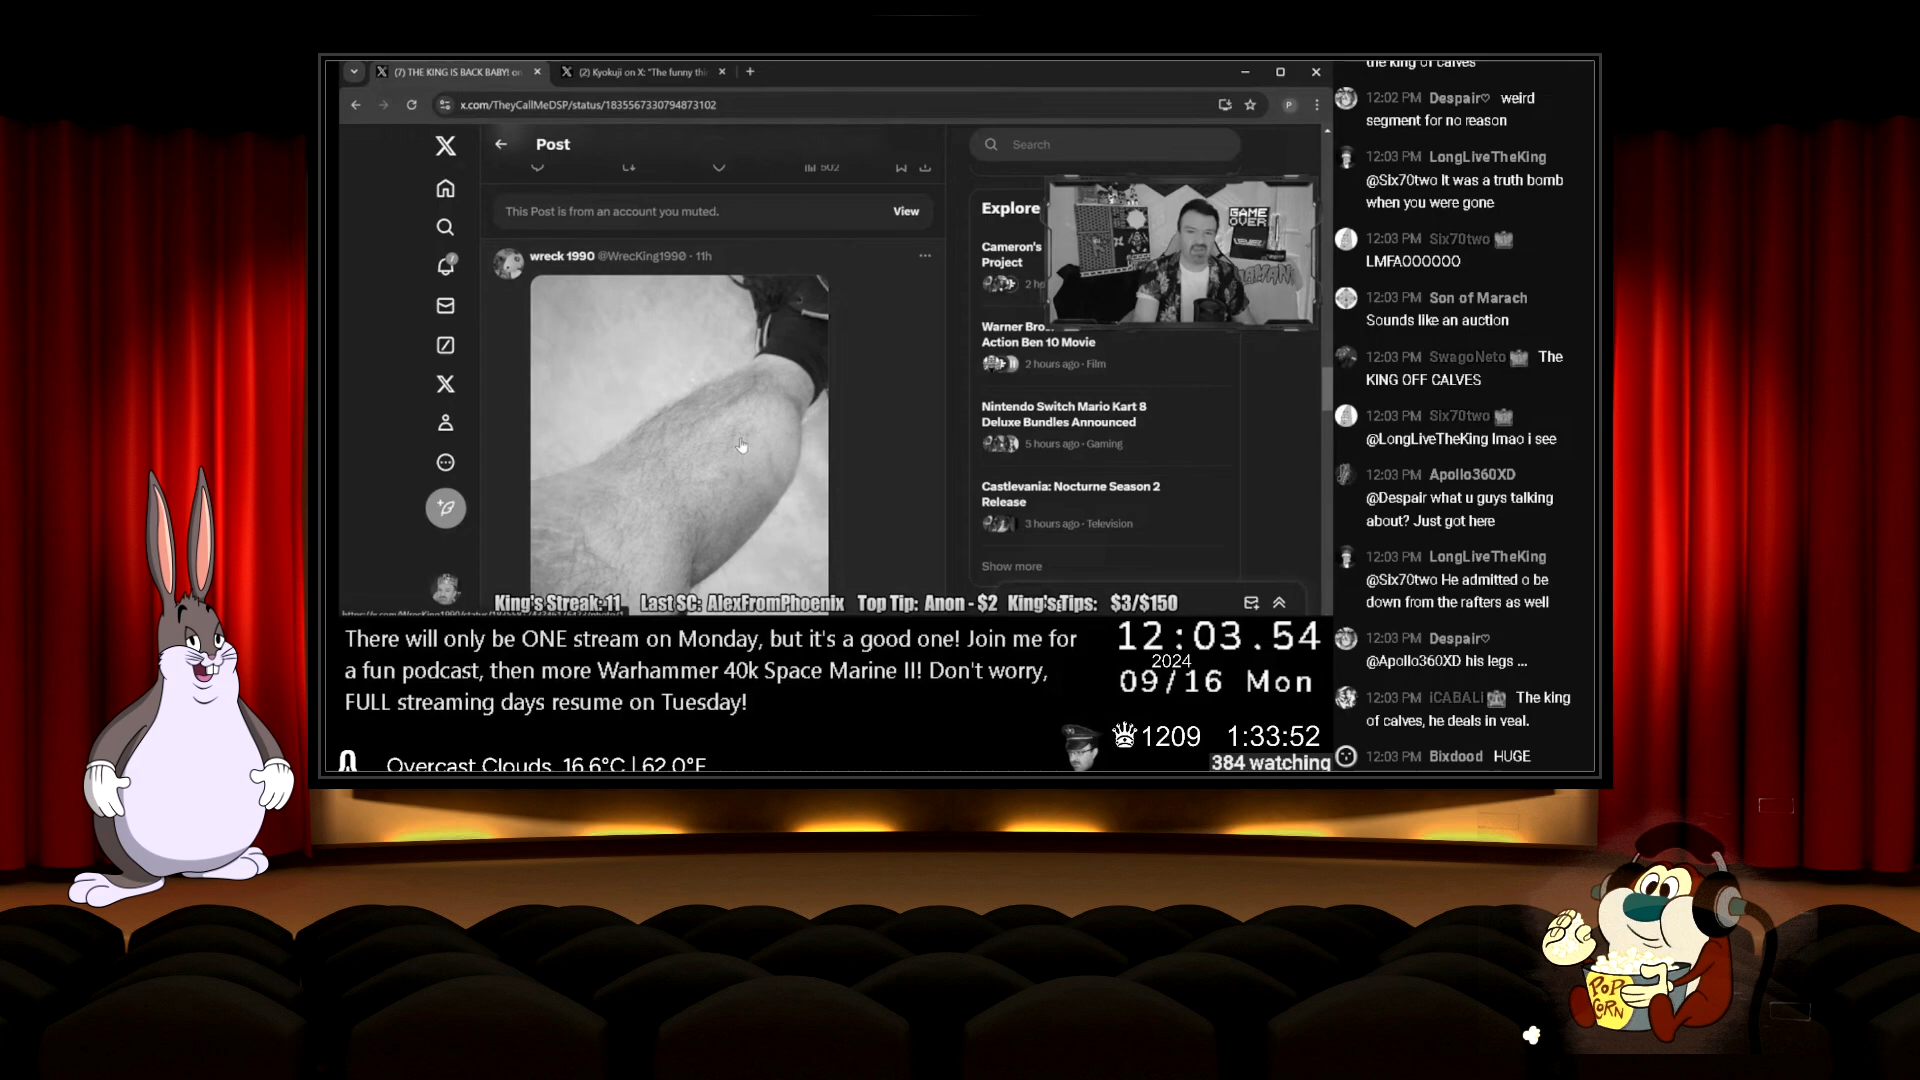 (7) THE KING IS BACK BABY! on
(2) Kyokuji on X: "The funny thi
x.com/TheyCallMeDSP/status/1835567330794873102
P
Post
Search
502
This Post is from an account you muted.
View
wreck 1990 @WrecKing1990 · 11h
Explore
Cameron's
Project
Warner Bro
Action Ben 10 Movie
2 hours ago · Film
Nintendo Switch Mario Kart 8
Deluxe Bundles Announced
5 hours ago · Gaming
Castlevania: Nocturne Season 2
Release
3 hours ago · Television
Show more
GAME
OVER
King's Streak: 11 Last SC: AlexFromPhoenix Top Tip: Anon - $2 King's Tips: $3/$150
There will only be ONE stream on Monday, but it's a good one! Join me for
a fun podcast, then more Warhammer 40k Space Marine II! Don't worry,
FULL streaming days resume on Tuesday!
12:03.54
2024
09/16 Mon
1209 1:33:52
384 watching
Overcast Clouds 16.6°C | 62.0°F
the king of calves
12:02 PM Despair♡ weird
segment for no reason
12:03 PM LongLiveTheKing
@Six70two It was a truth bomb
when you were gone
12:03 PM Six70two
LMFAOOOOOO
12:03 PM Son of Marach
Sounds like an auction
12:03 PM SwagoNeto The
KING OFF CALVES
12:03 PM Six70two
@LongLiveTheKing lmao i see
12:03 PM Apollo360XD
@Despair what u guys talking
about? Just got here
12:03 PM LongLiveTheKing
@Six70two He admitted o be
down from the rafters as well
12:03 PM Despair♡
@Apollo360XD his legs ...
12:03 PM iCABALi The king
of calves, he deals in veal.
12:03 PM Bixdood HUGE
POP
CORN